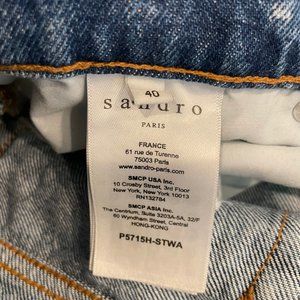 40
sandro
PARIS
FRANCE
61 rue de Turenne
75003 Paris
www.sandro-paris.com
SMCP USA Inc.
10 Crosby Street, 3rd Floor
New York, New York 10013
RN132784
SMCP ASIA Inc.
The Centrium, Suite 3203A-5A, 32/F
60 Wyndham Street, Central
HONG-KONG
P5715H-STWA